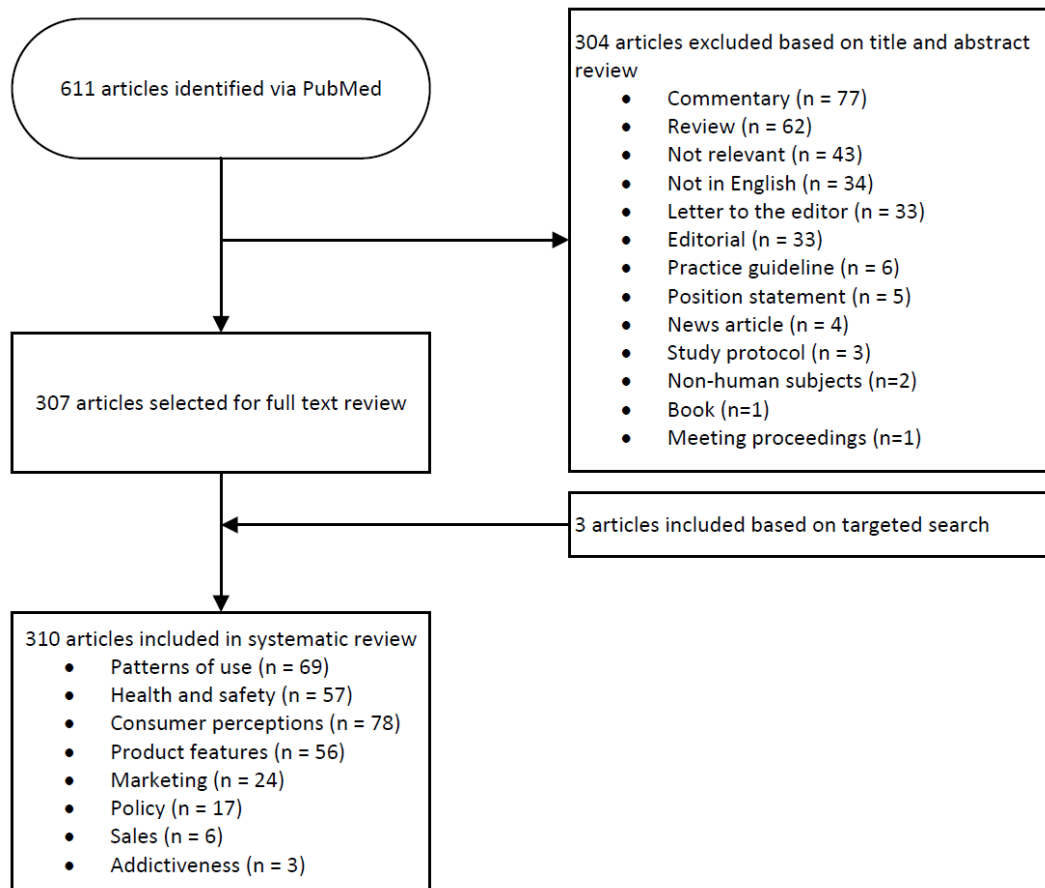 611 articles identified via PubMed
304 articles excluded based on title and abstract
review
• Commentary (n = 77)
• Review (n = 62)
• Not relevant (n = 43)
• Not in English (n = 34)
• Letter to the editor (n = 33)
• Editorial (n = 33)
• Practice guideline (n = 6)
• Position statement (n = 5)
• News article (n = 4)
• Study protocol (n = 3)
• Non-human subjects (n=2)
• Book (n=1)
• Meeting proceedings (n=1)
307 articles selected for full text review
3 articles included based on targeted search
310 articles included in systematic review
• Patterns of use (n = 69)
• Health and safety (n = 57)
• Consumer perceptions (n = 78)
• Product features (n = 56)
• Marketing (n = 24)
• Policy (n = 17)
• Sales (n = 6)
• Addictiveness (n = 3)